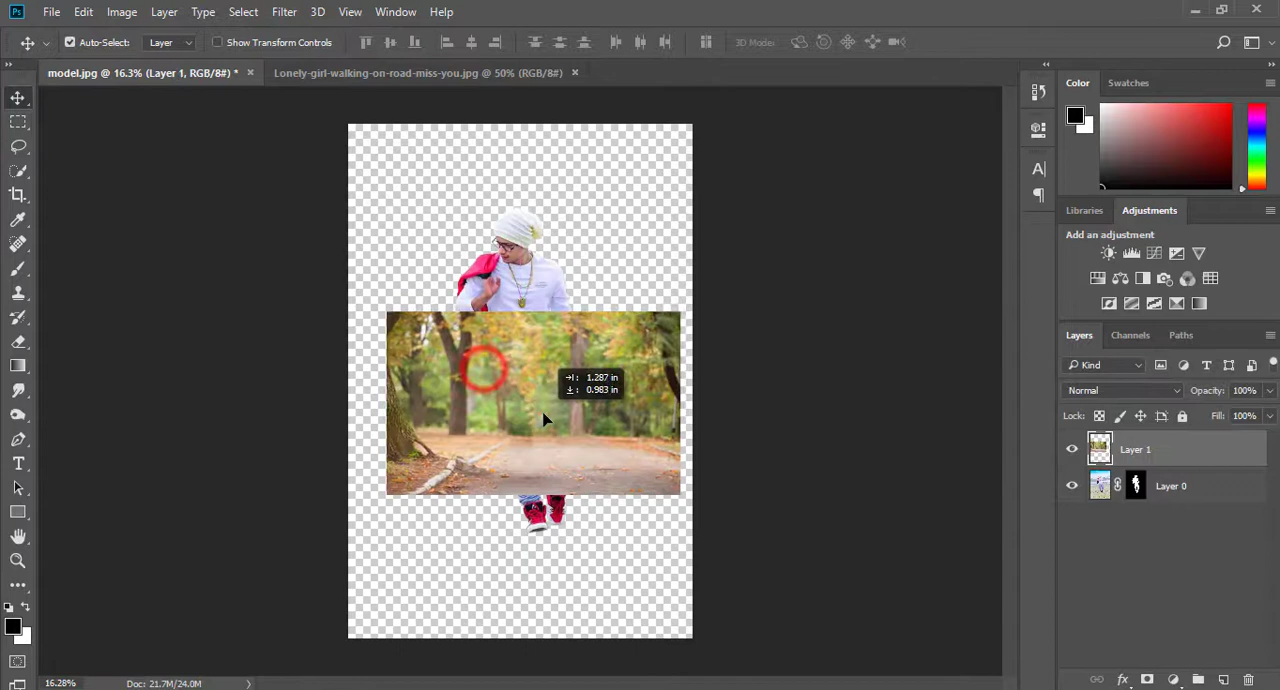 Ps File Edit Image Layer Type Select Filter 3D View Window Help
Auto-Select: Layer Show Transform Controls 3D Mode:
model.jpg @ 16.3% (Layer 1, RGB/8#) * × Lonely-girl-walking-on-road-miss-you.jpg @ 50% (RGB/8#) ×
Color Swatches
Libraries Adjustments
Add an adjustment
Layers Channels Paths
Kind
Normal Opacity: 100%
Lock: Fill: 100%
Layer 1
Layer 0
1.287 in
0.983 in
16.28% Doc: 21.7M/24.0M